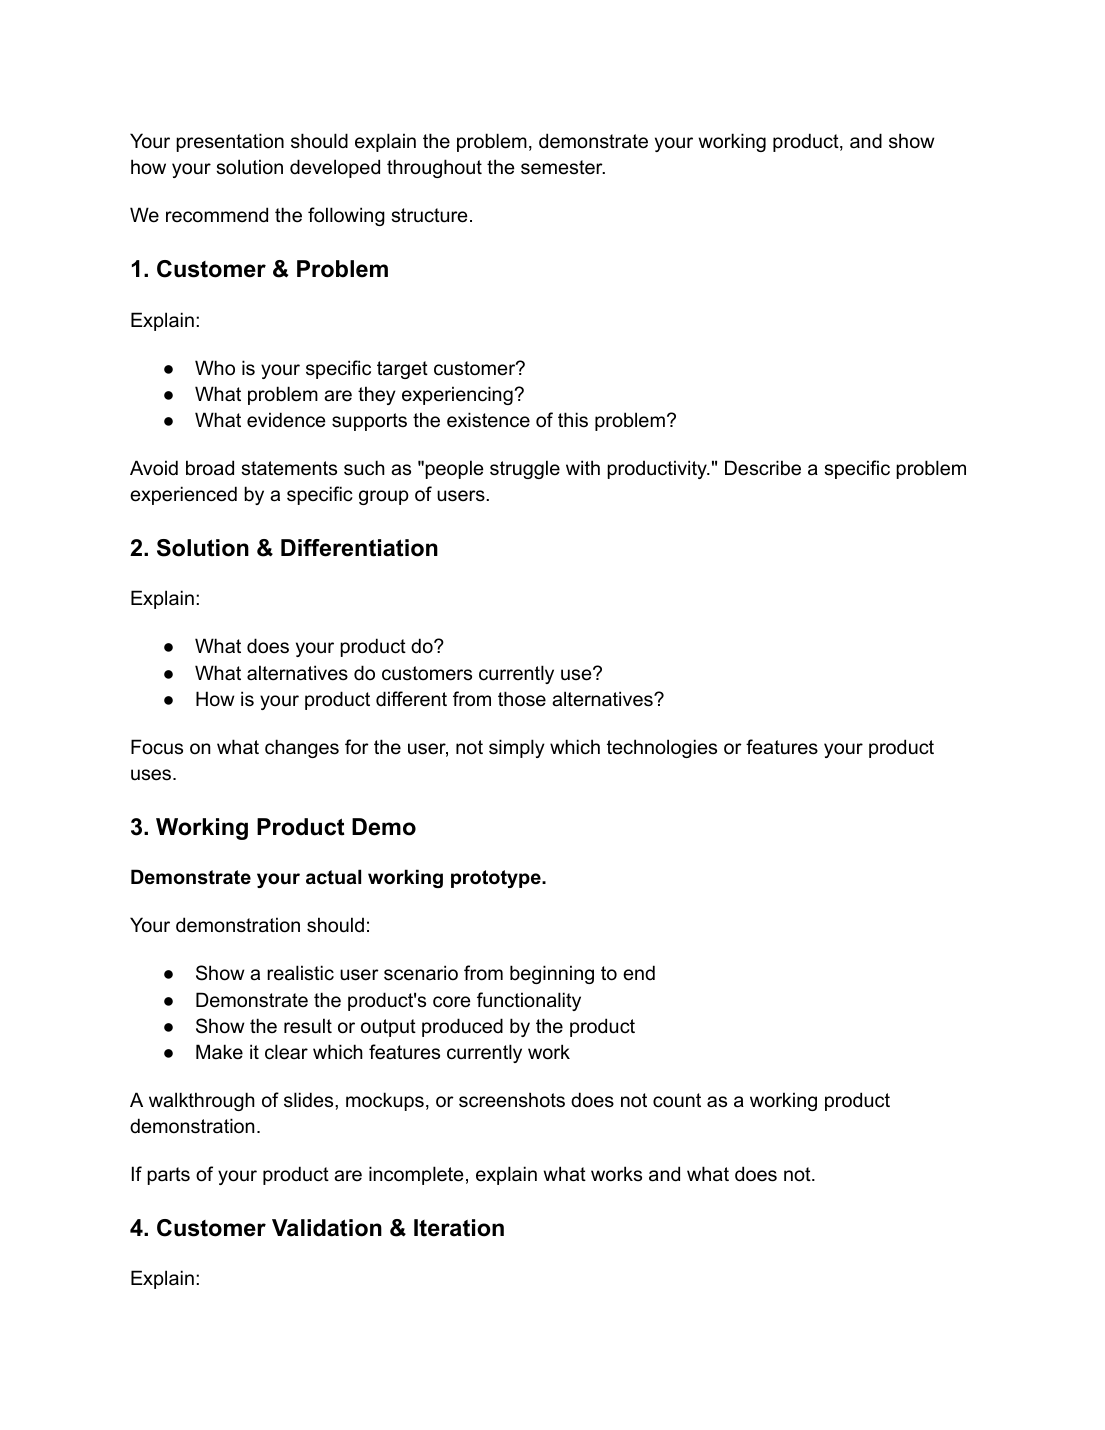 Your presentation should explain the problem, demonstrate your working product, and show
how your solution developed throughout the semester.
We recommend the following structure.
1. Customer & Problem
Explain:
● Who is your specific target customer?
● What problem are they experiencing?
● What evidence supports the existence of this problem?
Avoid broad statements such as "people struggle with productivity." Describe a specific problem
experienced by a specific group of users.
2. Solution & Differentiation
Explain:
● What does your product do?
● What alternatives do customers currently use?
● How is your product different from those alternatives?
Focus on what changes for the user, not simply which technologies or features your product
uses.
3. Working Product Demo
Demonstrate your actual working prototype.
Your demonstration should:
● Show a realistic user scenario from beginning to end
● Demonstrate the product's core functionality
● Show the result or output produced by the product
● Make it clear which features currently work
A walkthrough of slides, mockups, or screenshots does not count as a working product
demonstration.
If parts of your product are incomplete, explain what works and what does not.
4. Customer Validation & Iteration
Explain: